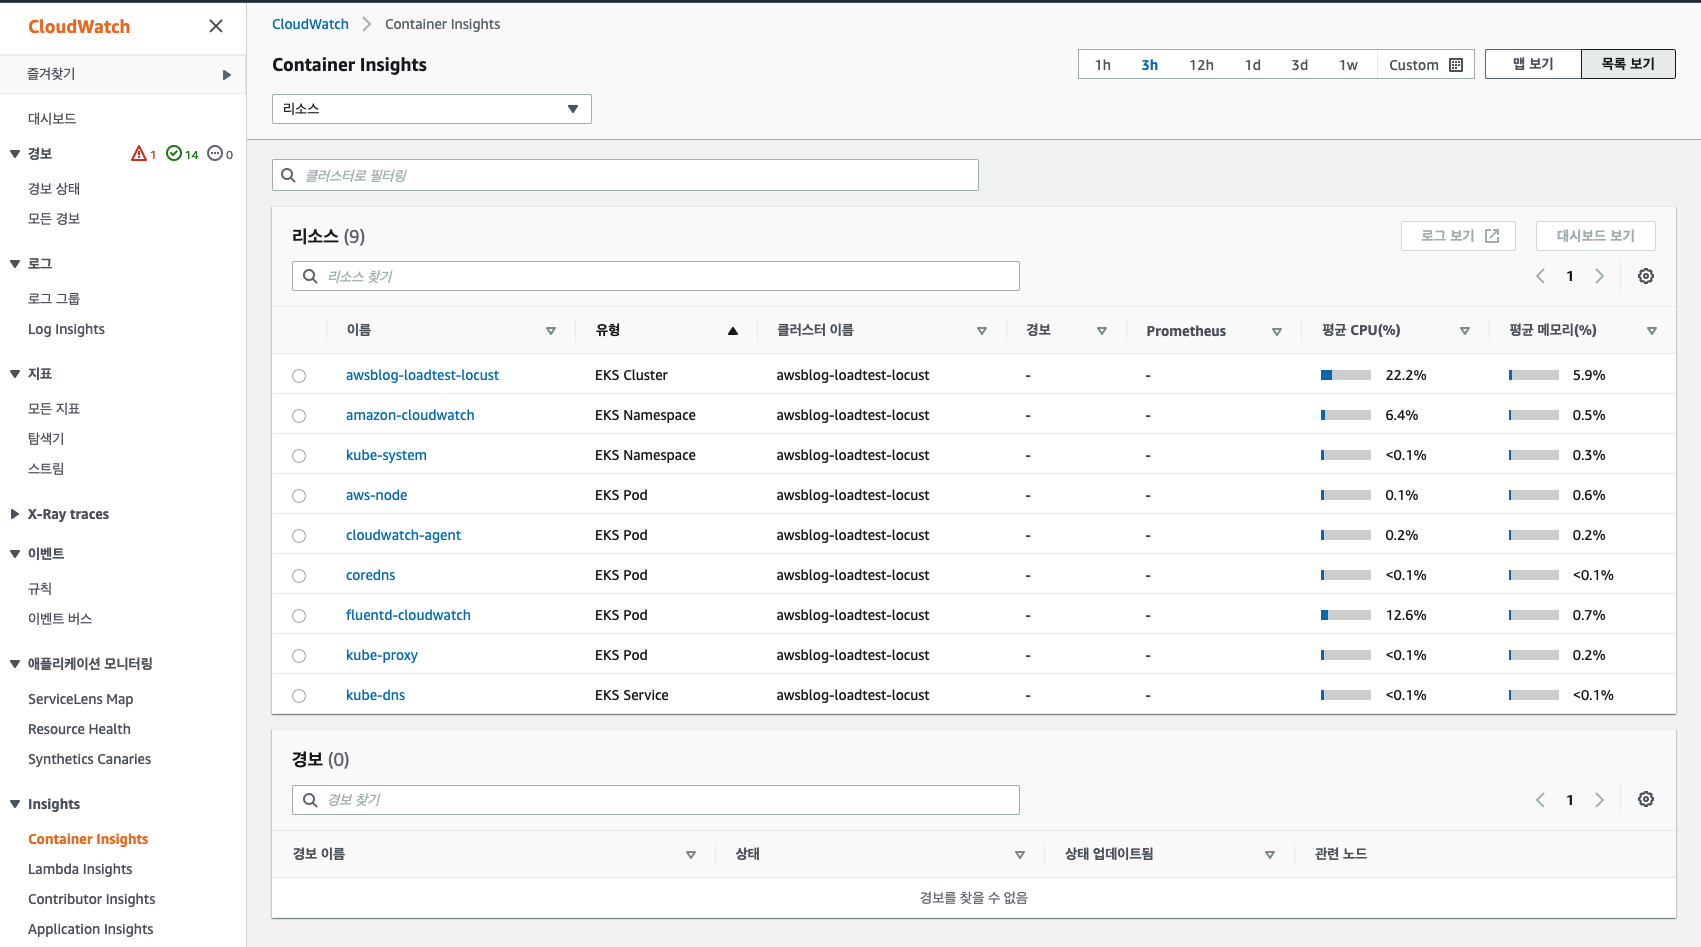 CloudWatch
즐겨찾기
대시보드
경보 1 14 0
경보 상태
모든 경보
로그
로그 그룹
Log Insights
지표
모든 지표
탐색기
스트림
X-Ray traces
이벤트
규칙
이벤트 버스
애플리케이션 모니터링
ServiceLens Map
Resource Health
Synthetics Canaries
Insights
Container Insights
Lambda Insights
Contributor Insights
Application Insights
CloudWatch Container Insights
Container Insights
1h 3h 12h 1d 3d 1w Custom 맵 보기 목록 보기
리소스
클러스터로 필터링
리소스 (9)
로그 보기 대시보드 보기
리소스 찾기
1
이름 유형 클러스터 이름 경보 Prometheus 평균 CPU(%) 평균 메모리(%)
awsblog-loadtest-locust EKS Cluster awsblog-loadtest-locust - - 22.2% 5.9%
amazon-cloudwatch EKS Namespace awsblog-loadtest-locust - - 6.4% 0.5%
kube-system EKS Namespace awsblog-loadtest-locust - - <0.1% 0.3%
aws-node EKS Pod awsblog-loadtest-locust - - 0.1% 0.6%
cloudwatch-agent EKS Pod awsblog-loadtest-locust - - 0.2% 0.2%
coredns EKS Pod awsblog-loadtest-locust - - <0.1% <0.1%
fluentd-cloudwatch EKS Pod awsblog-loadtest-locust - - 12.6% 0.7%
kube-proxy EKS Pod awsblog-loadtest-locust - - <0.1% 0.2%
kube-dns EKS Service awsblog-loadtest-locust - - <0.1% <0.1%
경보 (0)
경보 찾기
1
경보 이름 상태 상태 업데이트됨 관련 노드
경보를 찾을 수 없음